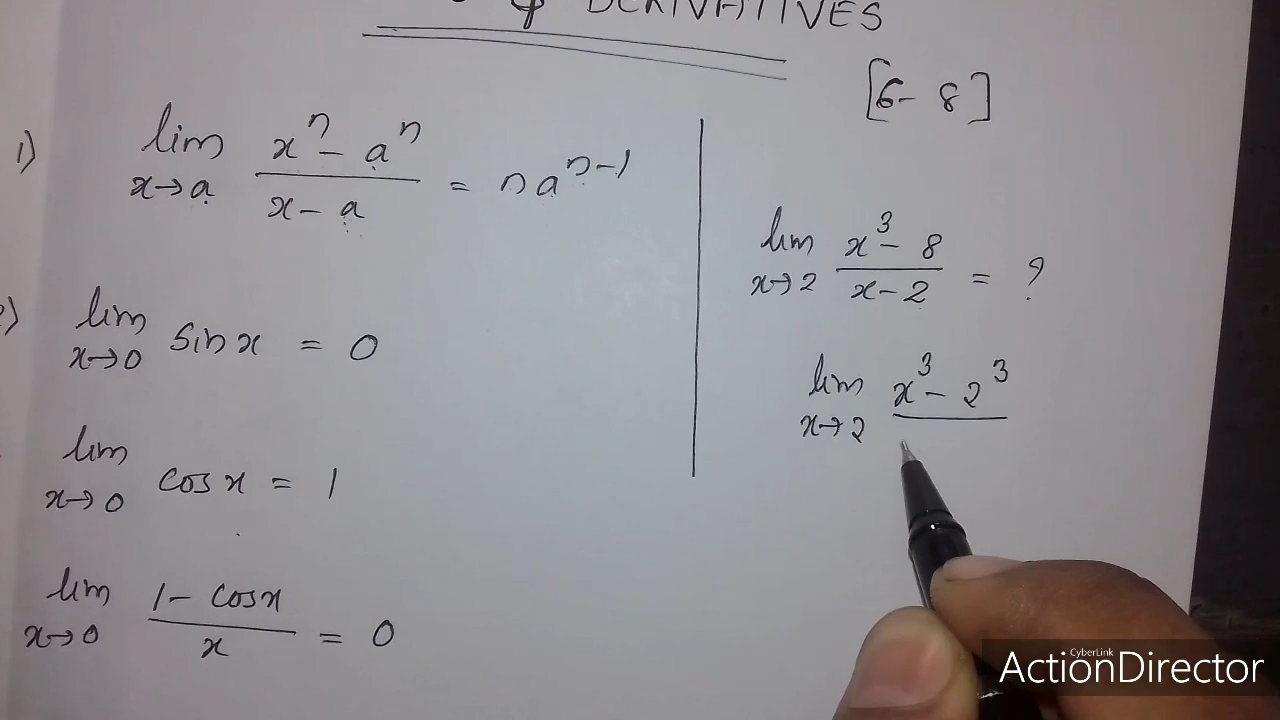 DERIVATIVES
[6 - 8]
1) lim x→a (xⁿ - aⁿ)/(x - a) = naⁿ⁻¹
lim x→0 sin x = 0
lim x→0 cos x = 1
lim x→0 (1 - cos x)/x = 0
lim x→2 (x³ - 8)/(x - 2) = ?
lim x→2 x³ - 2³
CyberLink
ActionDirector